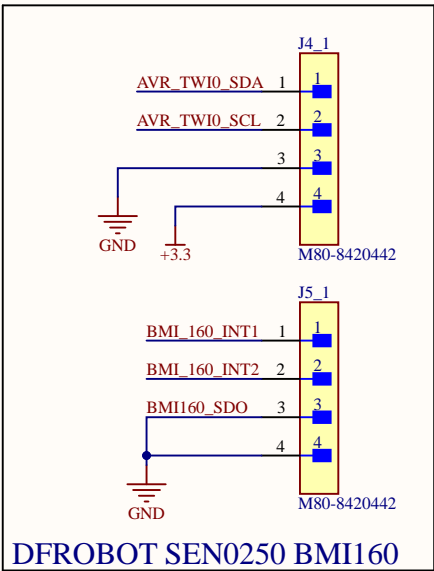 J4_1
AVR_TWI0_SDA 1 1
AVR_TWI0_SCL 2 2
3 3
4 4
GND
+3.3
M80-8420442
J5_1
BMI_160_INT1 1 1
BMI_160_INT2 2 2
BMI160_SDO 3 3
4 4
GND
M80-8420442
DFROBOT SEN0250 BMI160